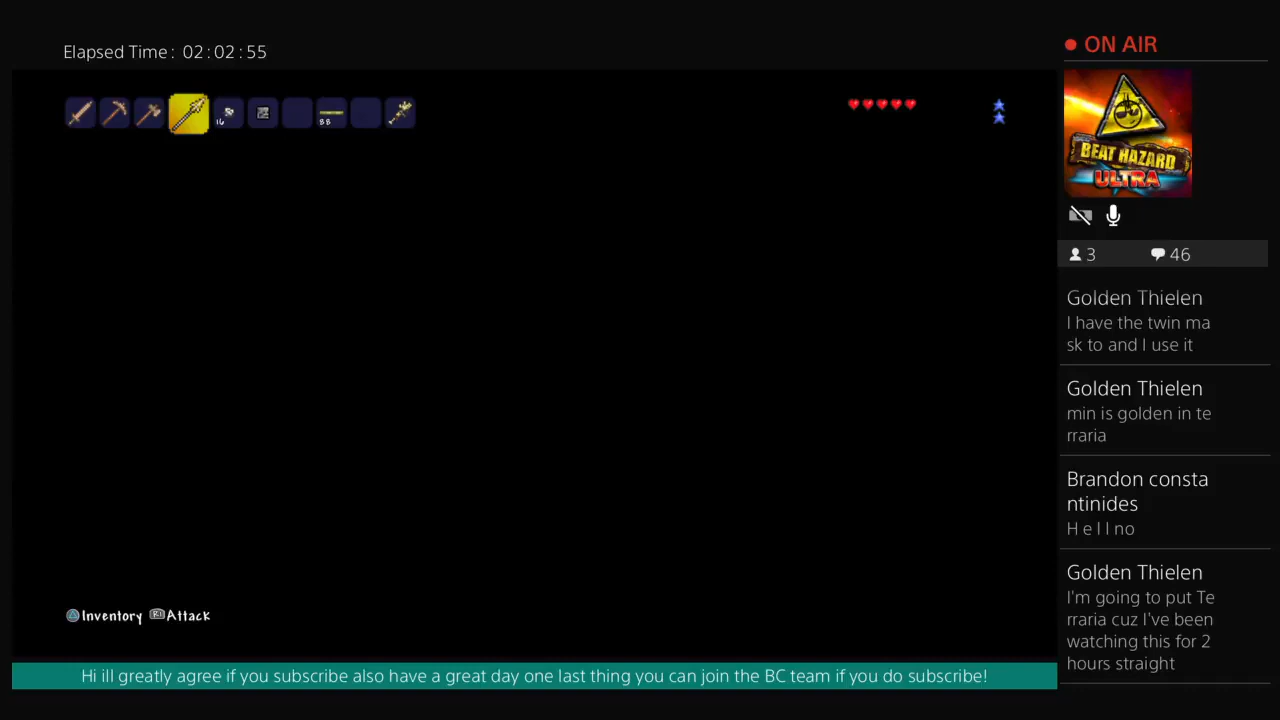 Elapsed Time: 02:02:55
ON AIR
16
88
BEAT HAZARD
ULTRA
3 46
Golden Thielen
I have the twin ma
sk to and I use it
Golden Thielen
min is golden in te
rraria
Brandon consta
ntinides
H e l l no
Golden Thielen
I'm going to put Te
rraria cuz I've been
watching this for 2
hours straight
Inventory R1 Attack
Hi ill greatly agree if you subscribe also have a great day one last thing you can join the BC team if you do subscribe!